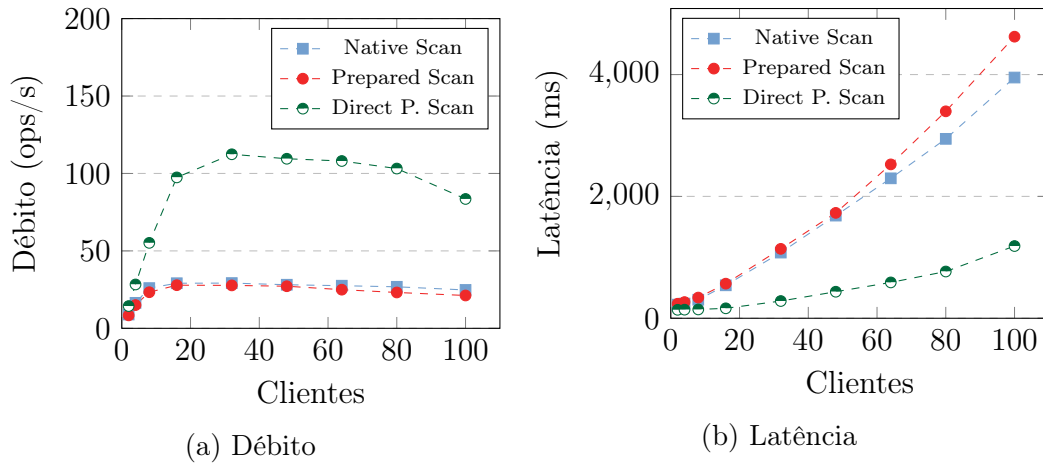 200
150
100
50
0
Débito (ops/s)
Native Scan
Prepared Scan
Direct P. Scan
0 20 40 60 80 100
Clientes
(a) Débito
4,000
2,000
0
Latência (ms)
Native Scan
Prepared Scan
Direct P. Scan
0 20 40 60 80 100
Clientes
(b) Latência